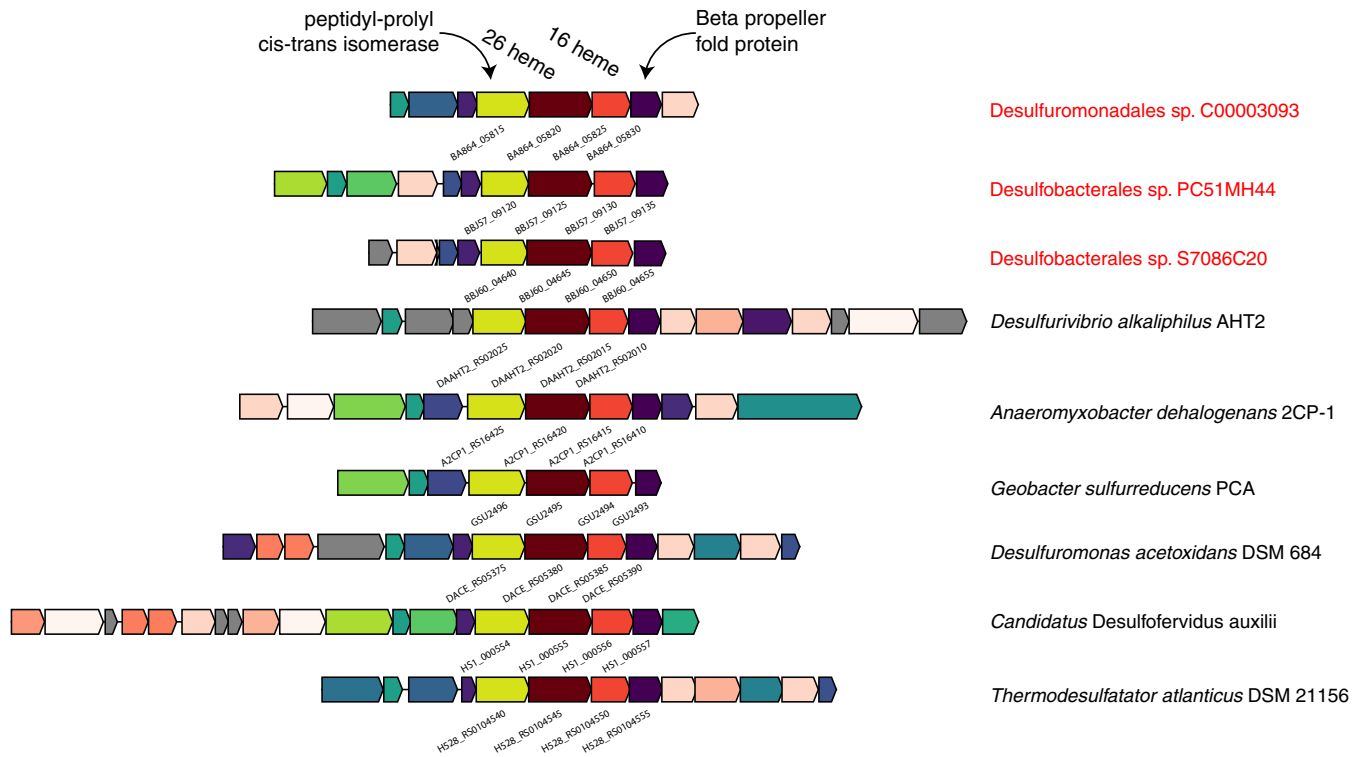 peptidyl-prolyl
cis-trans isomerase
26 heme
16 heme
Beta propeller
fold protein
Desulfuromonadales sp. C00003093
BA864_05815
BA864_05820
BA864_05825
BA864_05830
Desulfobacterales sp. PC51MH44
BBJ57_09120
BBJ57_09125
BBJ57_09130
BBJ57_09135
Desulfobacterales sp. S7086C20
BBJ60_04640
BBJ60_04645
BBJ60_04650
BBJ60_04655
Desulfurivibrio alkaliphilus AHT2
DAAHT2_RS02025
DAAHT2_RS02020
DAAHT2_RS02015
DAAHT2_RS02010
Anaeromyxobacter dehalogenans 2CP-1
A2CP1_RS16425
A2CP1_RS16420
A2CP1_RS16415
A2CP1_RS16410
Geobacter sulfurreducens PCA
GSU2496
GSU2495
GSU2494
GSU2493
Desulfuromonas acetoxidans DSM 684
DACE_RS05375
DACE_RS05380
DACE_RS05385
DACE_RS05390
Candidatus Desulfofervidus auxilii
HS1_000554
HS1_000555
HS1_000556
HS1_000557
Thermodesulfatator atlanticus DSM 21156
H528_RS0104540
H528_RS0104545
H528_RS0104550
H528_RS0104555